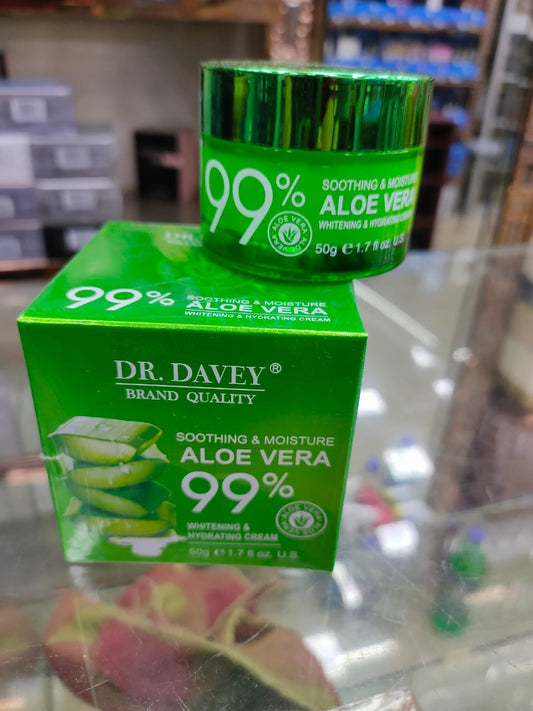 99%
SOOTHING & MOISTURE
ALOE VERA
WHITENING & HYDRATING CREAM
ALOE VERA
50g e 1.7 fl oz. U.S.
99%
SOOTHING & MOISTURE
ALOE VERA
WHITENING & HYDRATING CREAM
DR. DAVEY®
BRAND QUALITY
SOOTHING & MOISTURE
ALOE VERA
99%
ALOE VERA
WHITENING &
HYDRATING CREAM
50g e 1.7 fl oz. U.S.